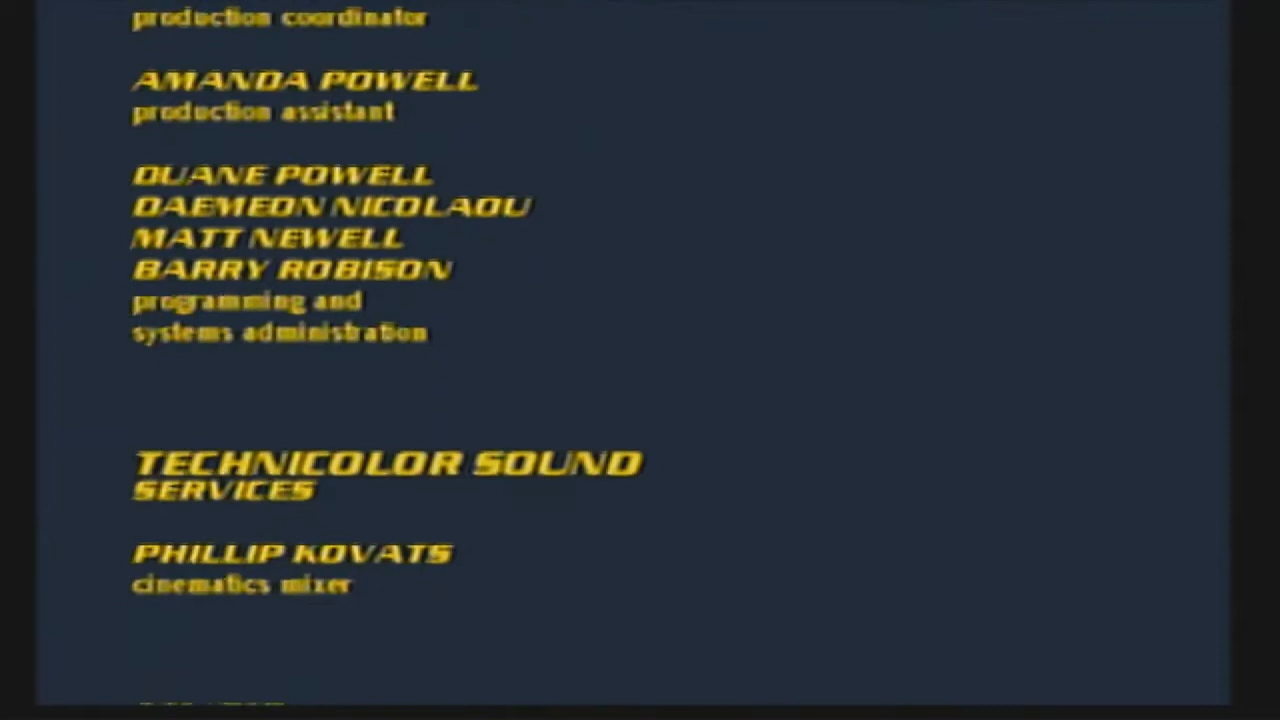 production coordinator
AMANDA POWELL
production assistant
DUANE POWELL
DAEMEON NICOLAOU
MATT NEWELL
BARRY ROBISON
programming and
systems administration
TECHNICOLOR SOUND
SERVICES
PHILLIP KOVATS
cinematics mixer